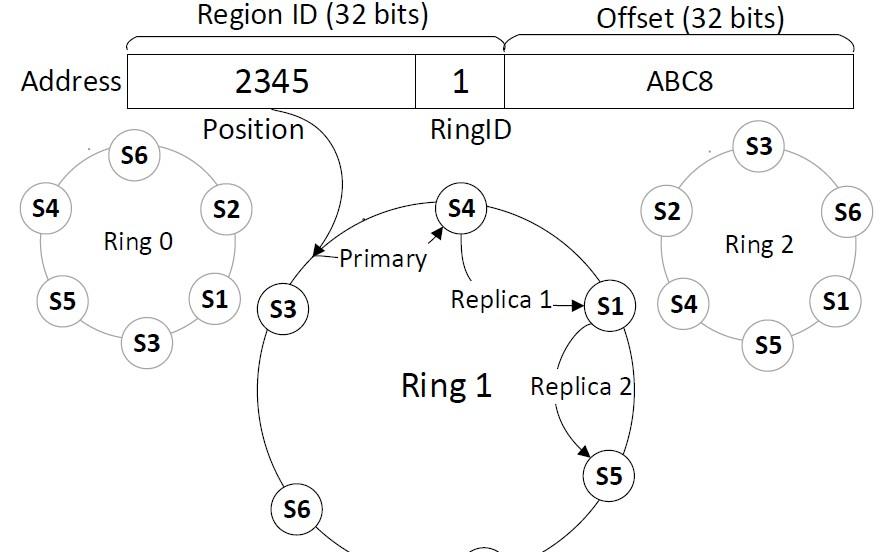 Region ID (32 bits)
Offset (32 bits)
Address
2345
1
ABC8
Position
RingID
S6
S4
S2
Ring 0
S5
S1
S3
S4
Primary
S3
Replica 1
S1
Ring 1
Replica 2
S5
S6
S3
S2
S6
Ring 2
S4
S1
S5